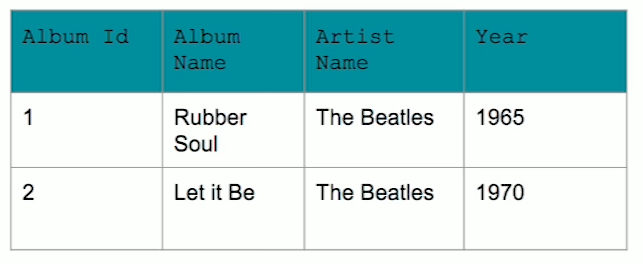 Album Id
Album
Name
Artist
Name
Year
1
Rubber
Soul
The Beatles
1965
2
Let it Be
The Beatles
1970